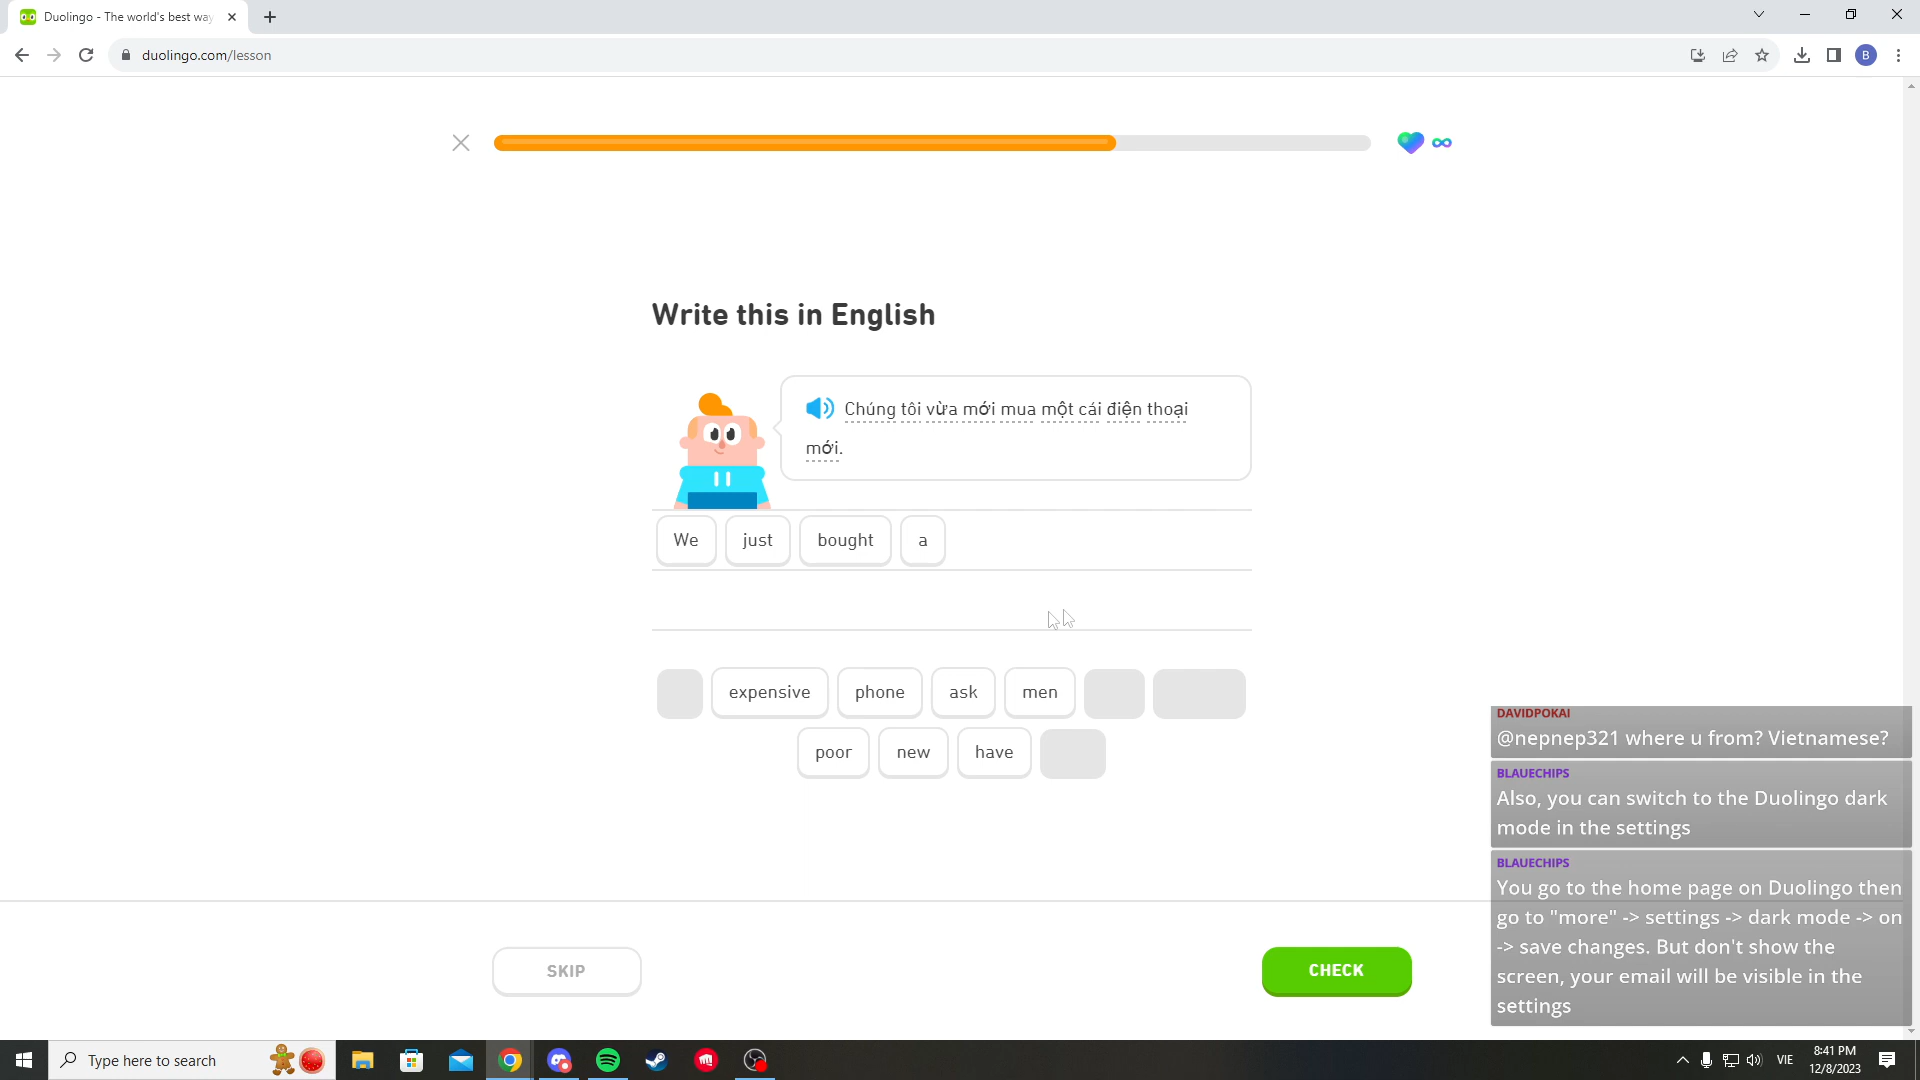 Duolingo - The world's best way
duolingo.com/lesson
B
Write this in English
Chúng tôi vừa mới mua một cái điện thoại
mới.
We just bought a
expensive phone ask men
poor new have
SKIP
CHECK
DAVIDPOKAI
@nepnep321 where u from? Vietnamese?
BLAUECHIPS
Also, you can switch to the Duolingo dark
mode in the settings
BLAUECHIPS
You go to the home page on Duolingo then
go to "more" -> settings -> dark mode -> on
-> save changes. But don't show the
screen, your email will be visible in the
settings
Type here to search
VIE
8:41 PM
12/8/2023